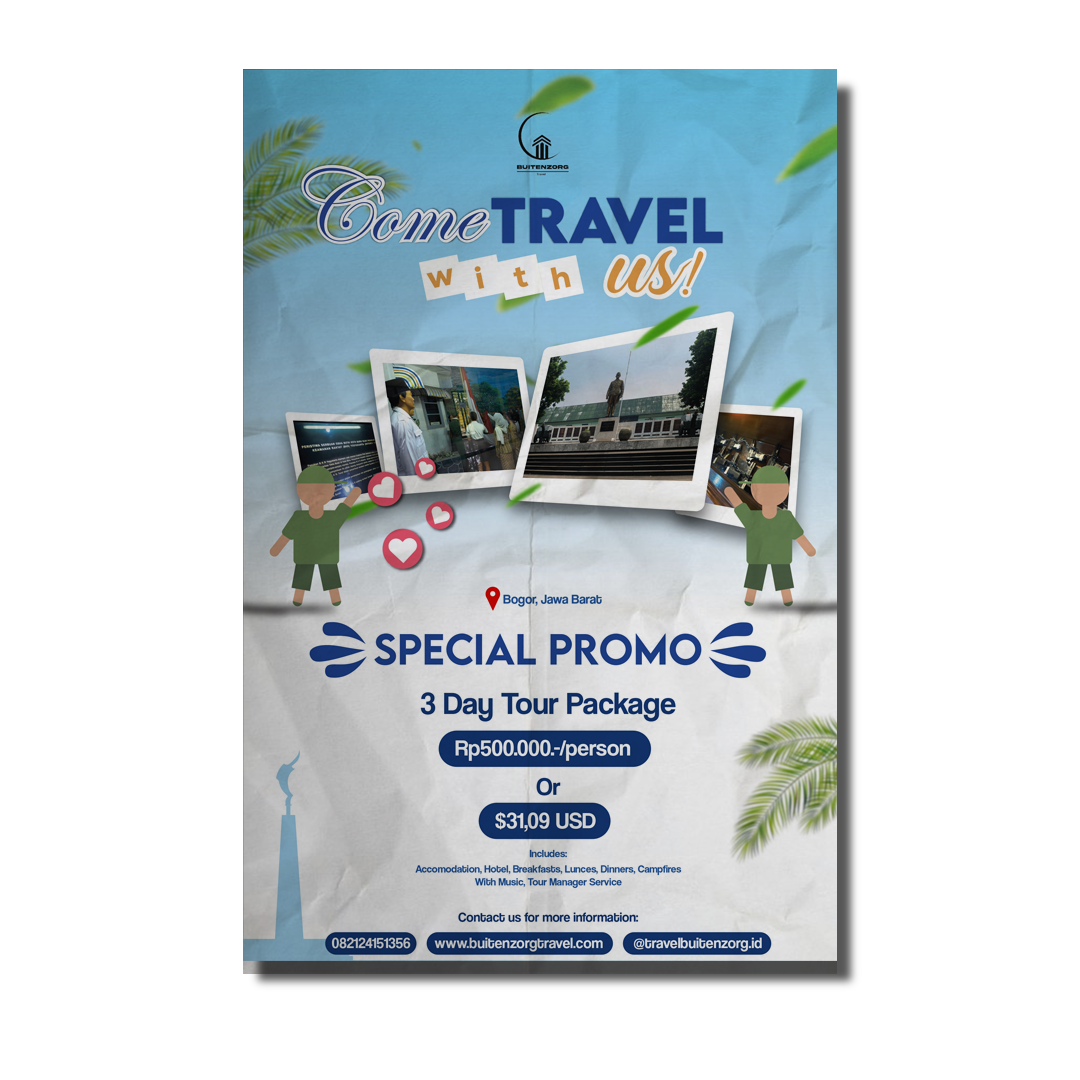 BUITENZORG
Travel
Come TRAVEL
with us!
Bogor, Jawa Barat
SPECIAL PROMO
3 Day Tour Package
Rp500.000.-/person
Or
$31,09 USD
Includes:
Accomodation, Hotel, Breakfasts, Lunces, Dinners, Campfires
With Music, Tour Manager Service
Contact us for more information:
082124151356
www.buitenzorgtravel.com
@travelbuitenzorg.id